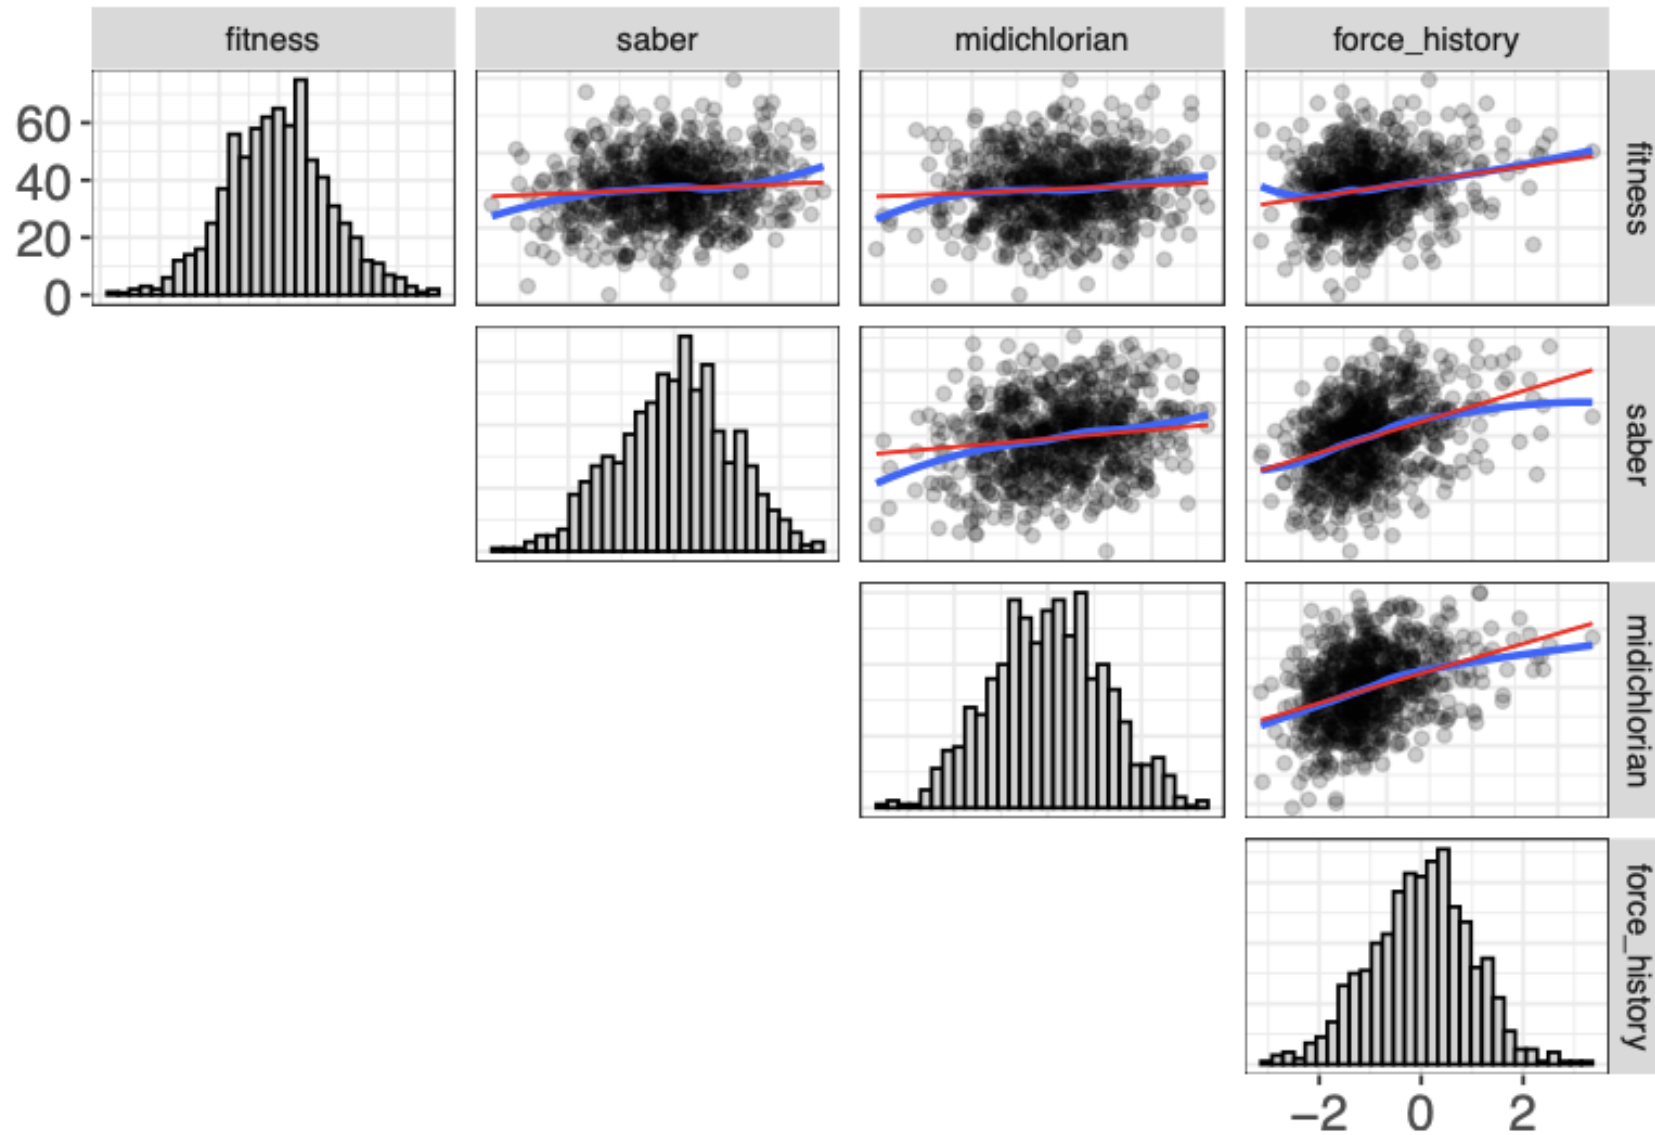 fitness saber midichlorian force_history
60
40
20
0
fitness
saber
midichlorian
force_history
−2 0 2